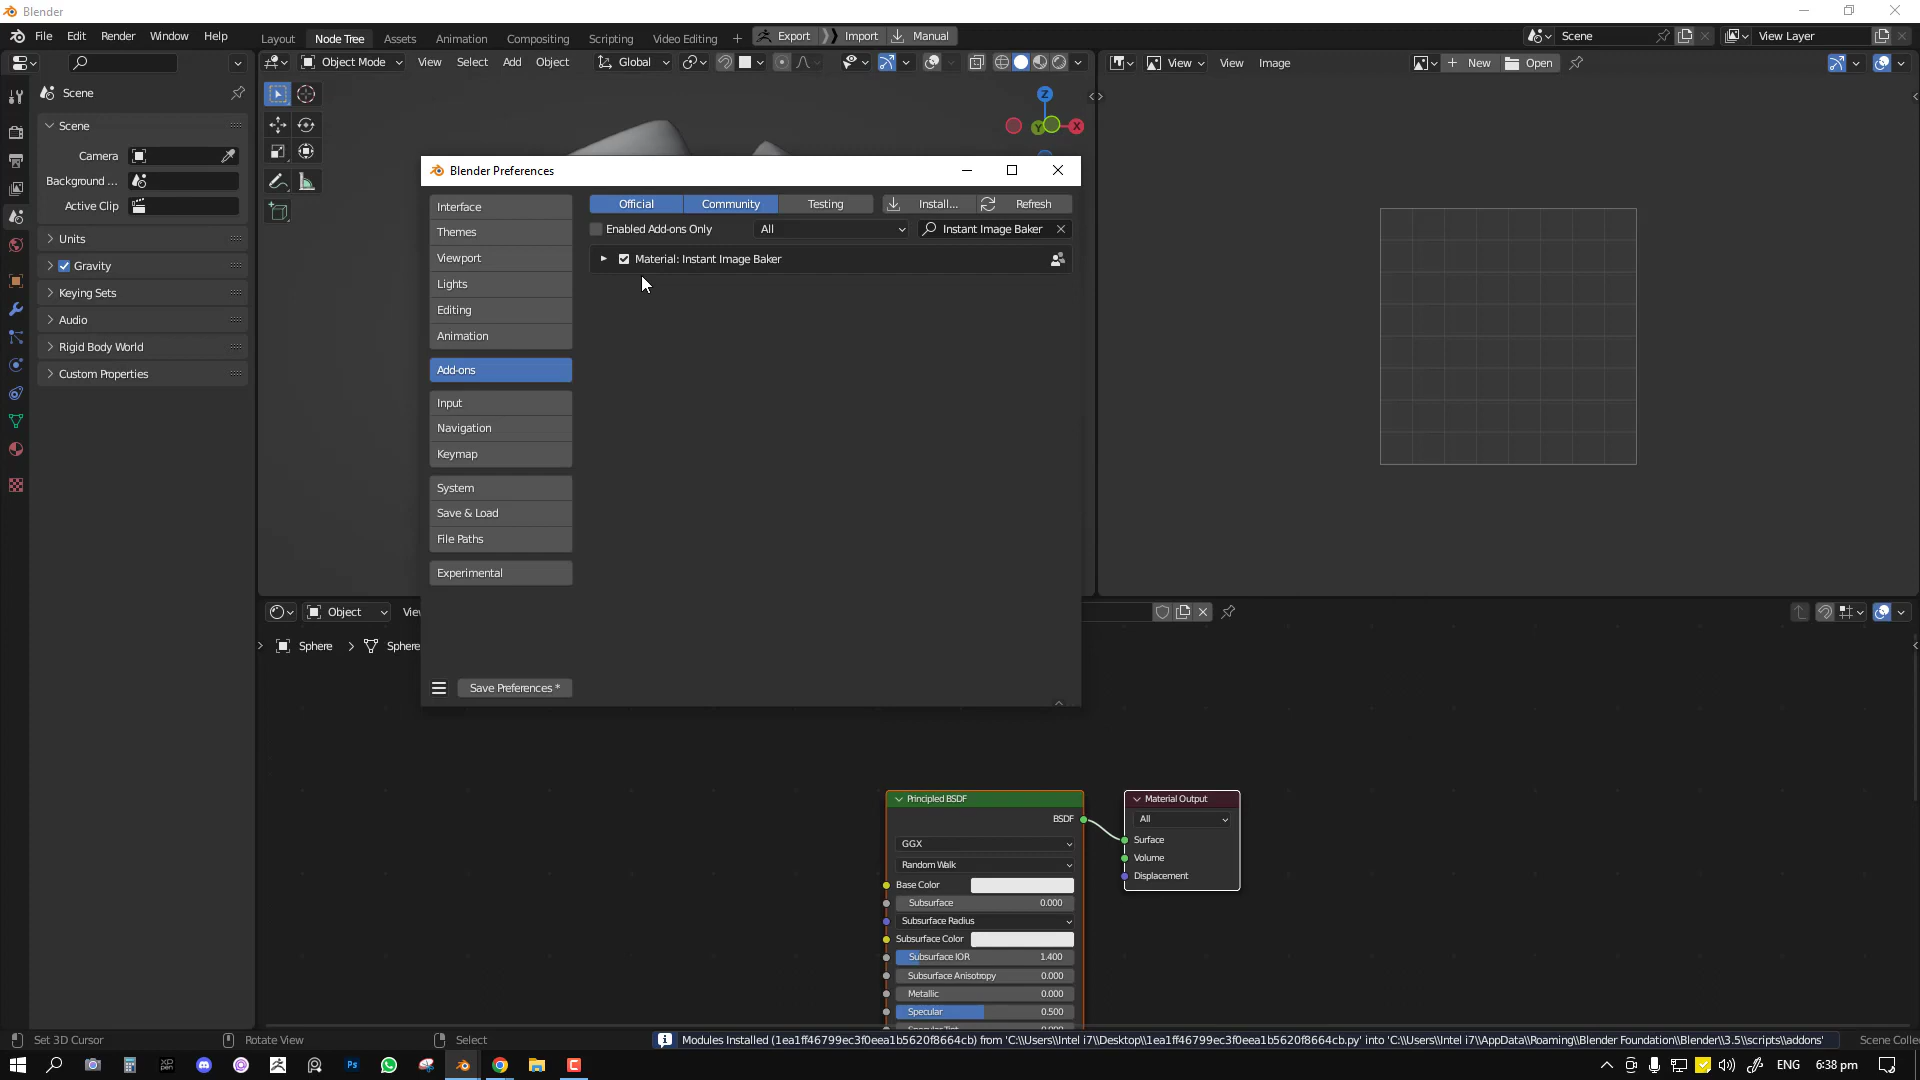 Blender
File Edit Render Window Help
Layout Node Tree Assets Animation Compositing Scripting Video Editing + Export Import Manual
Scene View Layer
Object Mode View Select Add Object Global
View View Image + New Open
Scene
Scene
Camera
Background ...
Active Clip
Units
Gravity
Keying Sets
Audio
Rigid Body World
Custom Properties
Z
Y X
Blender Preferences
Interface
Themes
Viewport
Lights
Editing
Animation
Add-ons
Input
Navigation
Keymap
System
Save & Load
File Paths
Experimental
Save Preferences *
Official Community Testing Install... Refresh
Enabled Add-ons Only All Instant Image Baker
Material: Instant Image Baker
Object
Sphere > Sphere
Principled BSDF
BSDF
GGX
Random Walk
Base Color
Subsurface 0.000
Subsurface Radius
Subsurface Color
Subsurface IOR 1.400
Subsurface Anisotropy 0.000
Metallic 0.000
Specular 0.500
Material Output
All
Surface
Volume
Displacement
Set 3D Cursor Rotate View Select
Modules Installed (1ea1ff46799ec3f0eea1b5620f8664cb) from 'C:\\Users\\Intel i7\\Desktop\\1ea1ff46799ec3f0eea1b5620f8664cb.py' into 'C:\\Users\\Intel i7\\AppData\\Roaming\\Blender Foundation\\Blender\\3.5\\scripts\\addons'
ENG 6:38 pm